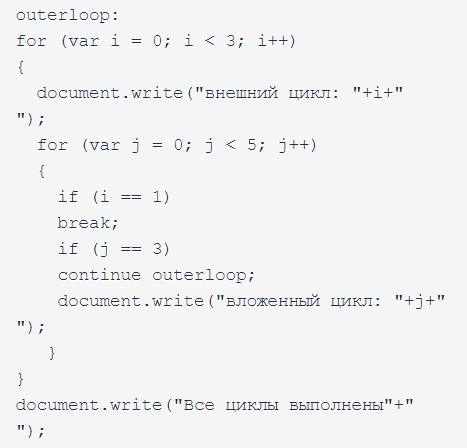 outerloop:
for (var i = 0; i < 3; i++)
{
  document.write("внешний цикл: "+i+"
");
  for (var j = 0; j < 5; j++)
  {
    if (i == 1)
    break;
    if (j == 3)
    continue outerloop;
    document.write("вложенный цикл: "+j+"
");
   }
}
document.write("Все циклы выполнены"+"
");